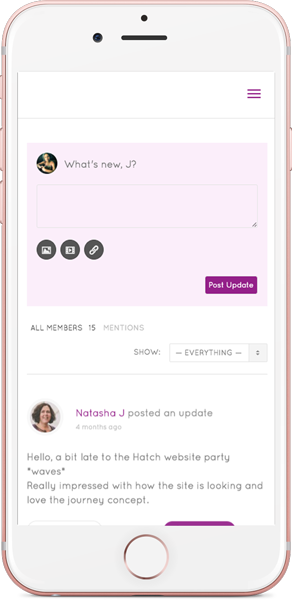 What's new, J?
Post Update
ALL MEMBERS 15 MENTIONS
SHOW: — EVERYTHING —
Natasha J posted an update
4 months ago
Hello, a bit late to the Hatch website party
*waves*
Really impressed with how the site is looking and
love the journey concept.